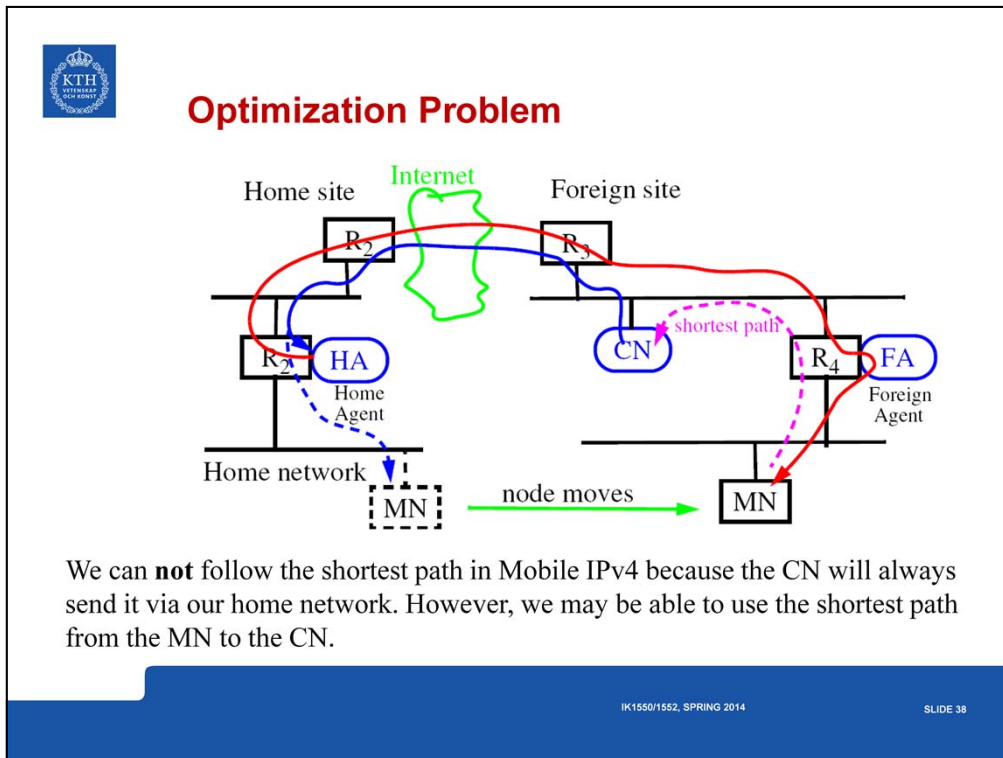 KTH
VETENSKAP
OCH KONST
Optimization Problem
Home site
Internet
Foreign site
R2
R3
shortest path
CN
R2
HA
R4
FA
Home
Agent
Foreign
Agent
Home network
MN
node moves
MN
We can not follow the shortest path in Mobile IPv4 because the CN will always
send it via our home network. However, we may be able to use the shortest path
from the MN to the CN.
IK1550/1552, SPRING 2014
SLIDE 38